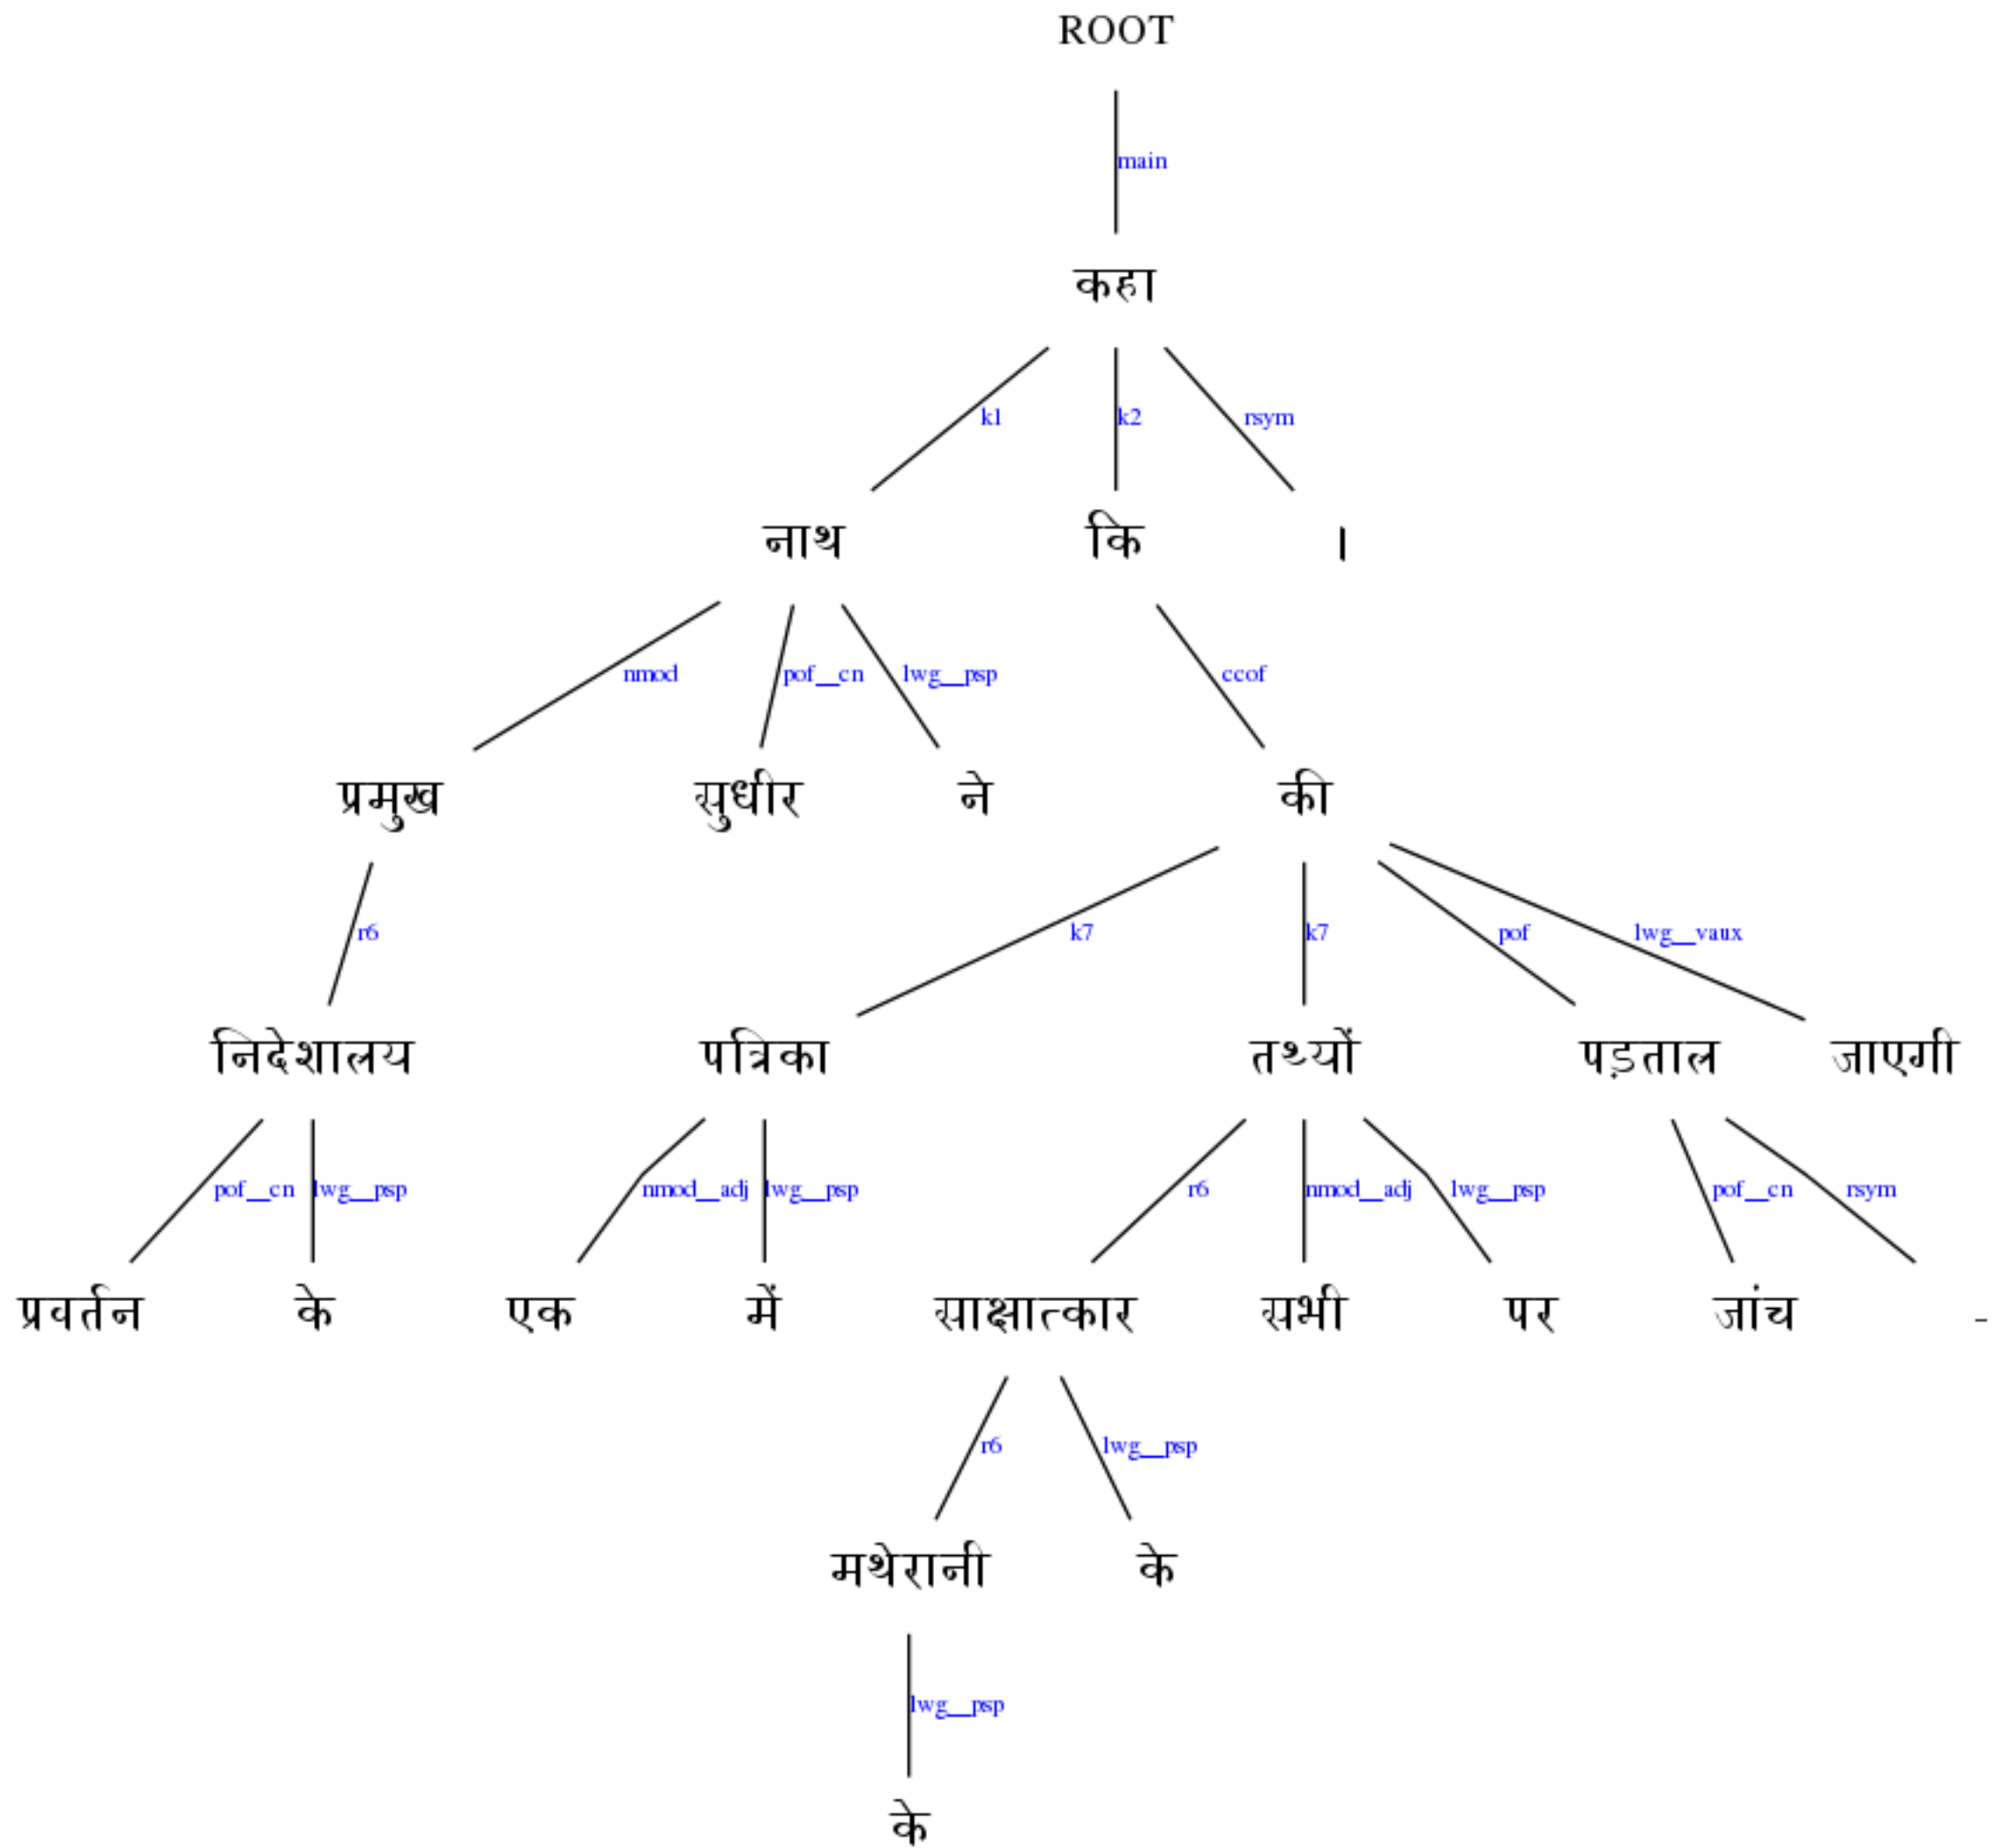 ROOT
main
कहा
k1 k2 rsym
नाथ कि ।
nmod pof__cn lwg__psp ccof
प्रमुख सुधीर ने की
r6 k7 k7 pof lwg__vaux
निदेशालय पत्रिका तथ्यों पड़ताल जाएगी
pof__cn lwg__psp nmod__adj lwg__psp r6 nmod__adj lwg__psp pof__cn rsym
प्रवर्तन के एक में साक्षात्कार सभी पर जांच -
r6 lwg__psp
मथेरानी के
lwg__psp
के